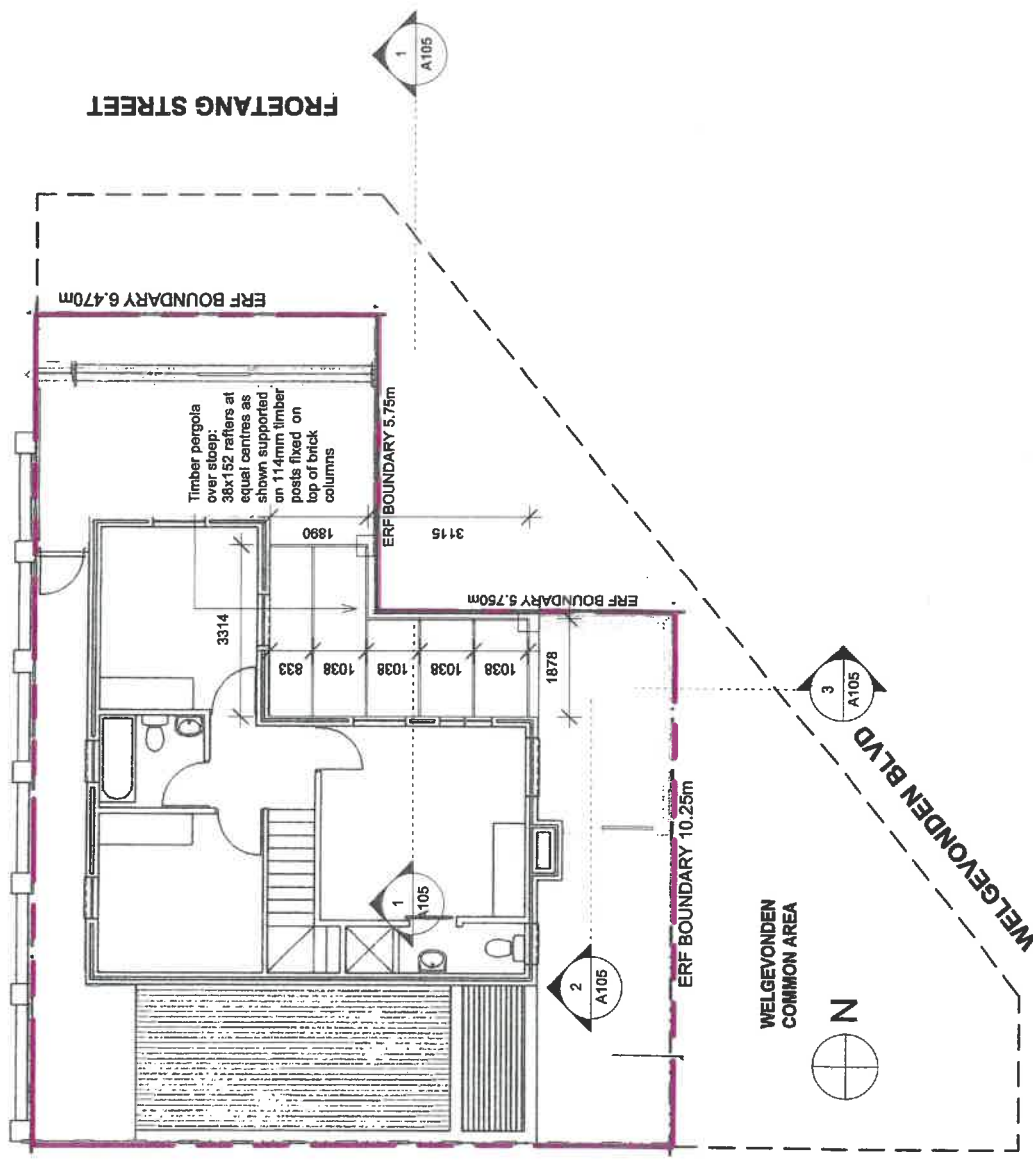 FROETANG STREET
1
A105
ERF BOUNDARY 6.470m
Timber pergola
over stoep:
38x152 rafters at
equal centres as
shown supported
on 114mm timber
posts fixed on
top of brick
columns
ERF BOUNDARY 5.75m
1890
3115
3314
ERF BOUNDARY 5.750m
833
1038
1038
1038
1038
1878
1
A105
3
A105
WELGEVONDEN BLVD
2
A105
ERF BOUNDARY 10.25m
WELGEVONDEN
COMMON AREA
N